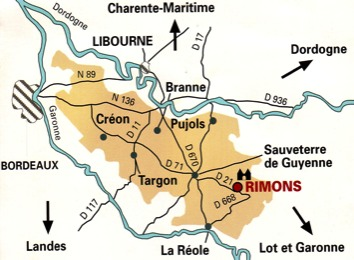 Charente-Maritime
Dordogne
LIBOURNE
D 17
Dordogne
N 89
Branne
N 136
D 936
Créon
D 11
Pujols
Garonne
D 670
Sauveterre
de Guyenne
BORDEAUX
D 71
Targon
D 21
RIMONS
D 668
D 117
Landes
La Réole
Lot et Garonne